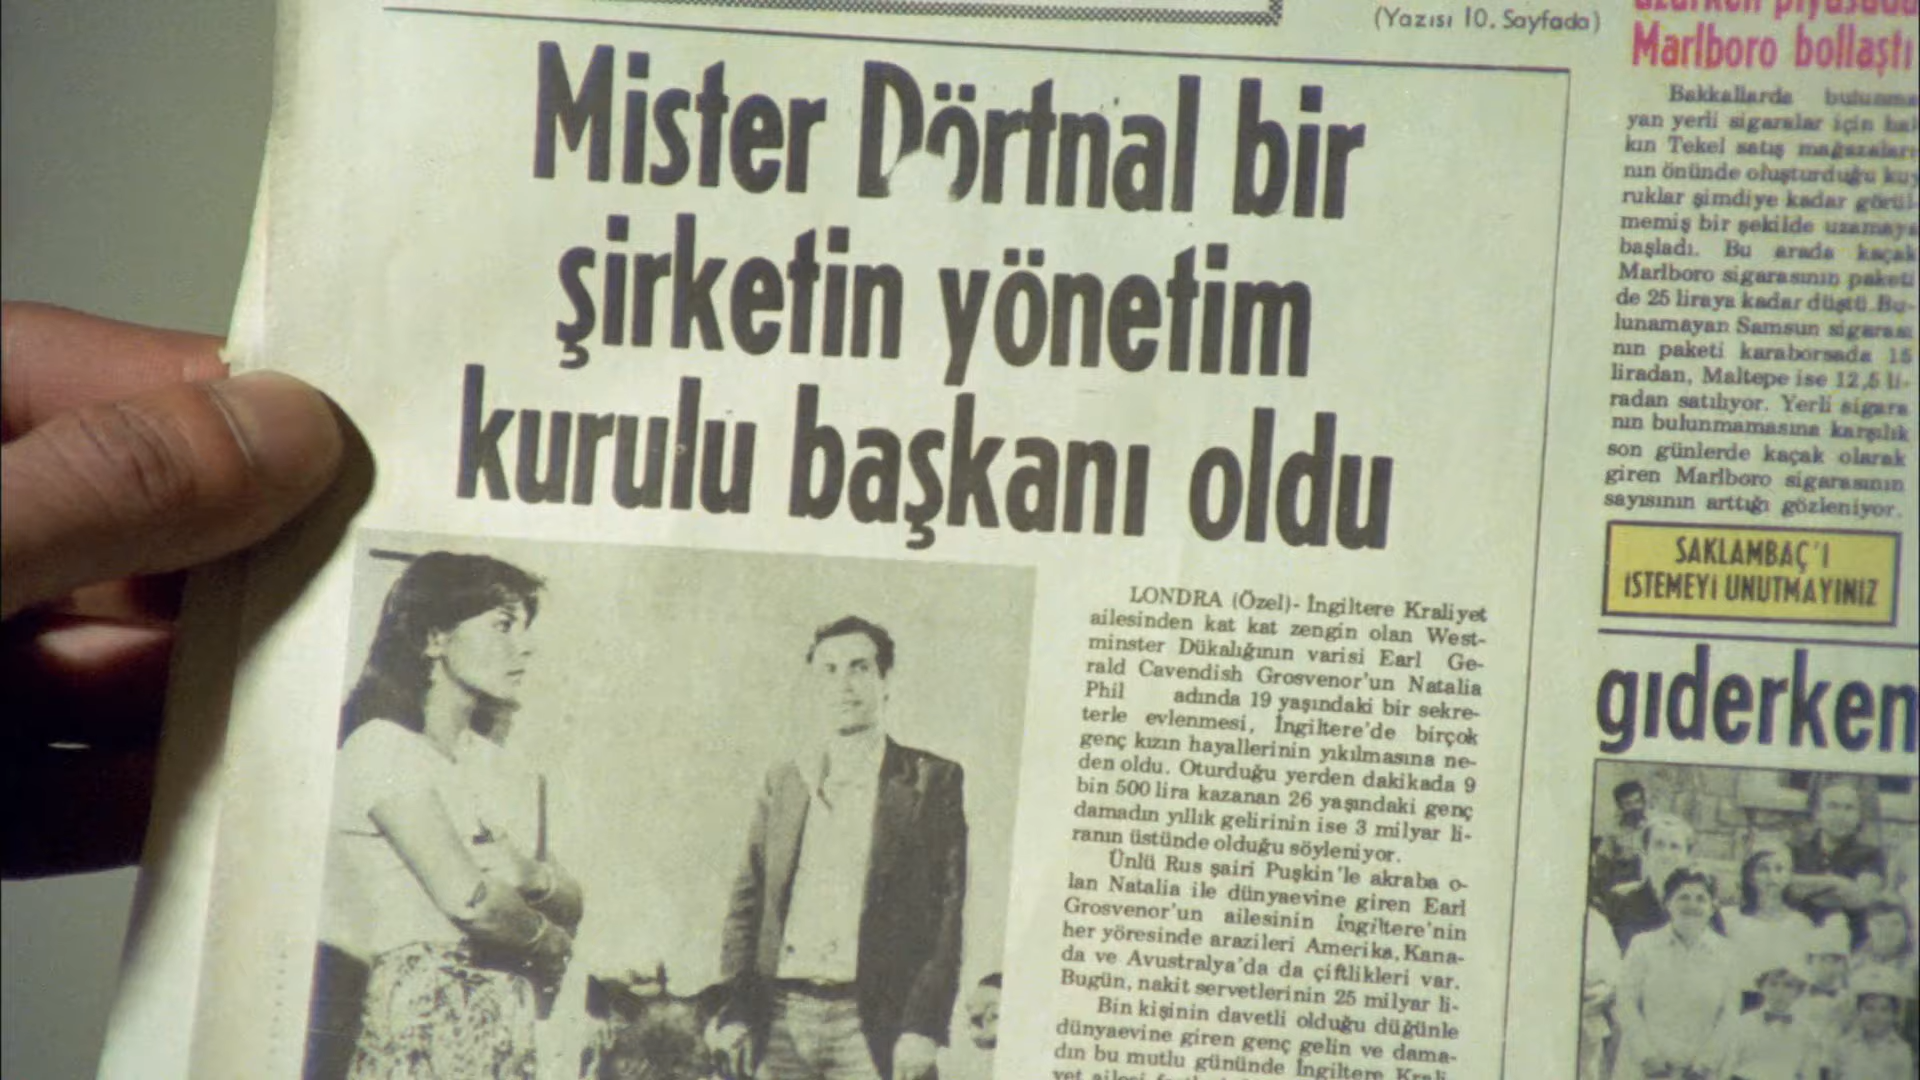 (Yazısı 10. Sayfada)
Mister Dörtnal bir
şirketin yönetim
kurulu başkanı oldu
LONDRA (Özel)- İngiltere Kraliyet
ailesinden kat kat zengin olan West-
minster Dükalığının varisi Earl Ge-
rald Cavendish Grosvenor'un Natalia
Phil adında 19 yaşındaki bir sekre-
terle evlenmesi, İngiltere'de birçok
genç kızın hayallerinin yıkılmasına ne-
den oldu. Oturduğu yerden dakikada 9
bin 500 lira kazanan 26 yaşındaki genç
damadın yıllık gelirinin ise 3 milyar li-
ranın üstünde olduğu söyleniyor.
Ünlü Rus şairi Puşkin'le akraba o-
lan Natalia ile dünyaevine giren Earl
Grosvenor'un ailesinin İngiltere'nin
her yöresinde arazileri Amerika, Kana-
da ve Avustralya'da da çiftlikleri var.
Bugün, nakit servetlerinin 25 milyar li-
Bin kişinin davetli olduğu düğünle
dünyaevine giren genç gelin ve dama-
dın bu mutlu gününde İngiltere Krali-
yet ailesi
Marlboro bollaştı
Bakkallarda bulunma
yan yerli sigaralar için hal
kın Tekel satış mağazaları
nın önünde oluşturduğu kuy
ruklar şimdiye kadar görül-
memiş bir şekilde uzamaya
başladı. Bu arada kaçak
Marlboro sigarasının paketi
de 25 liraya kadar düştü. Bu-
lunamayan Samsun sigarası
nın paketi karaborsada 15
liradan, Maltepe ise 12,5 li-
radan satılıyor. Yerli sigara
nın bulunmamasına karşılık
son günlerde kaçak olarak
giren Marlboro sigarasının
sayısının arttığı gözleniyor.
SAKLAMBAÇ'I
İSTEMEYİ UNUTMAYINIZ
giderken